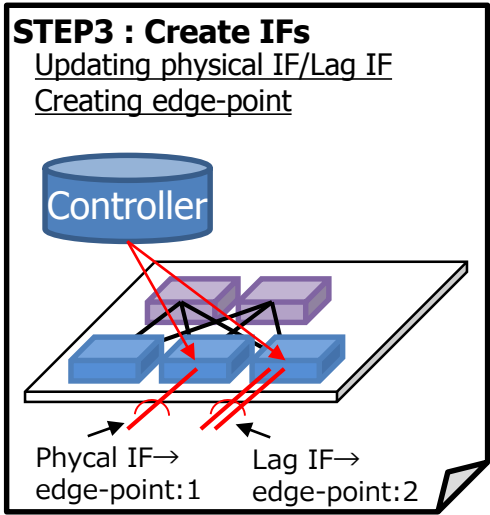 STEP3 : Create IFs
Updating physical IF/Lag IF
Creating edge-point
Controller
Phycal IF→
edge-point:1
Lag IF→
edge-point:2